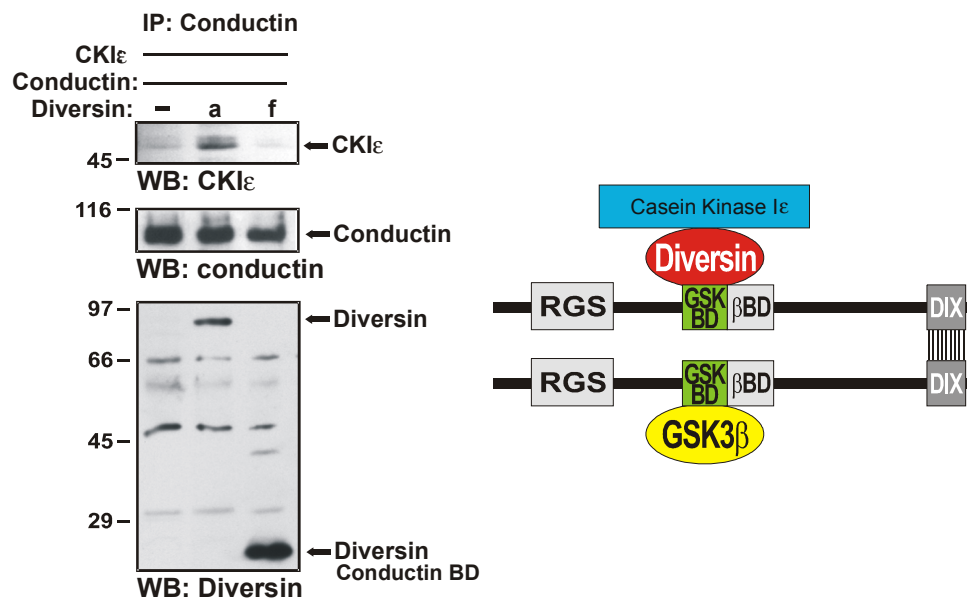 IP: Conductin
CKIε
Conductin:
Diversin: – a f
CKIε
45
WB: CKIε
116
Conductin
WB: conductin
97
Diversin
66
45
29
Diversin
Conductin BD
WB: Diversin
Casein Kinase Iε
Diversin
RGS
GSK
BD
βBD
DIX
RGS
GSK
BD
βBD
DIX
GSK3β